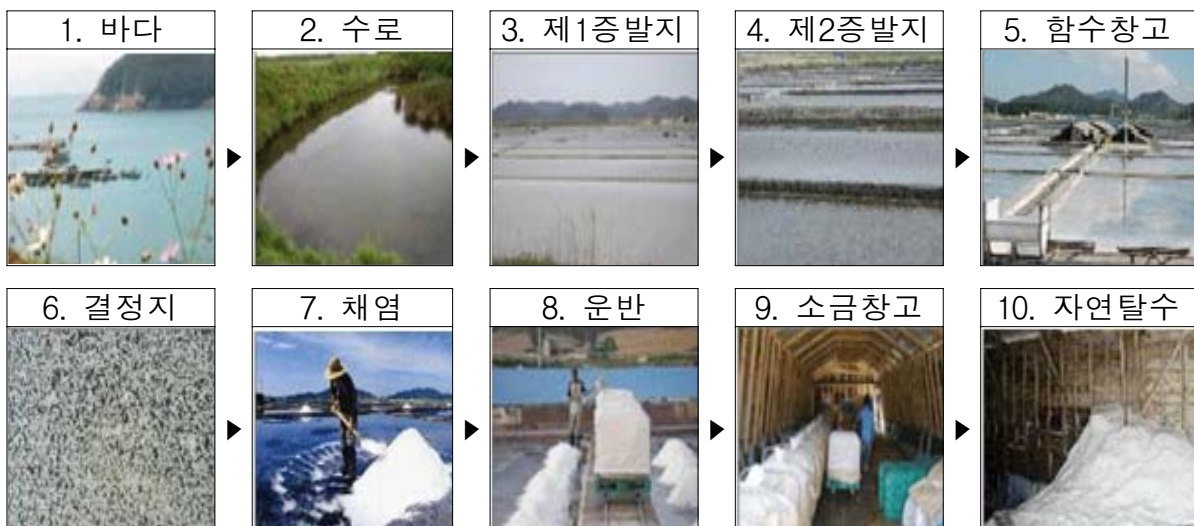 1. 바다
2. 수로
3. 제1증발지
4. 제2증발지
5. 함수창고
6. 결정지
7. 채염
8. 운반
9. 소금창고
10. 자연탈수